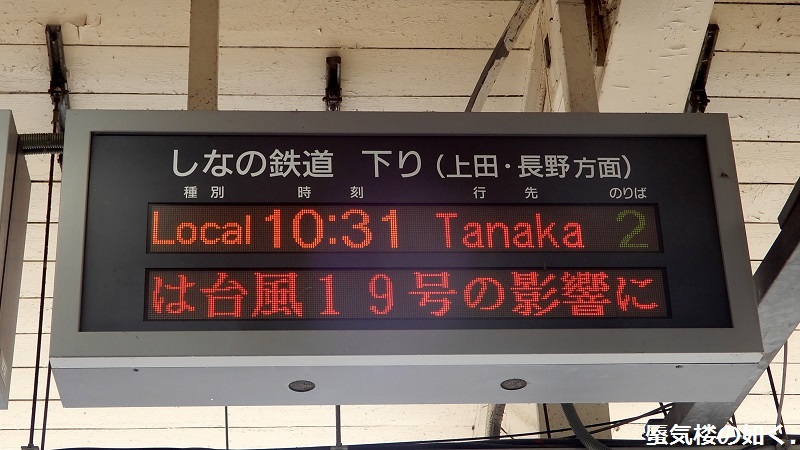 しなの鉄道 下り（上田・長野方面）
種別 時刻 行先 のりば
Local 10:31 Tanaka 2
は台風１９号の影響に
蜃気楼の如く.